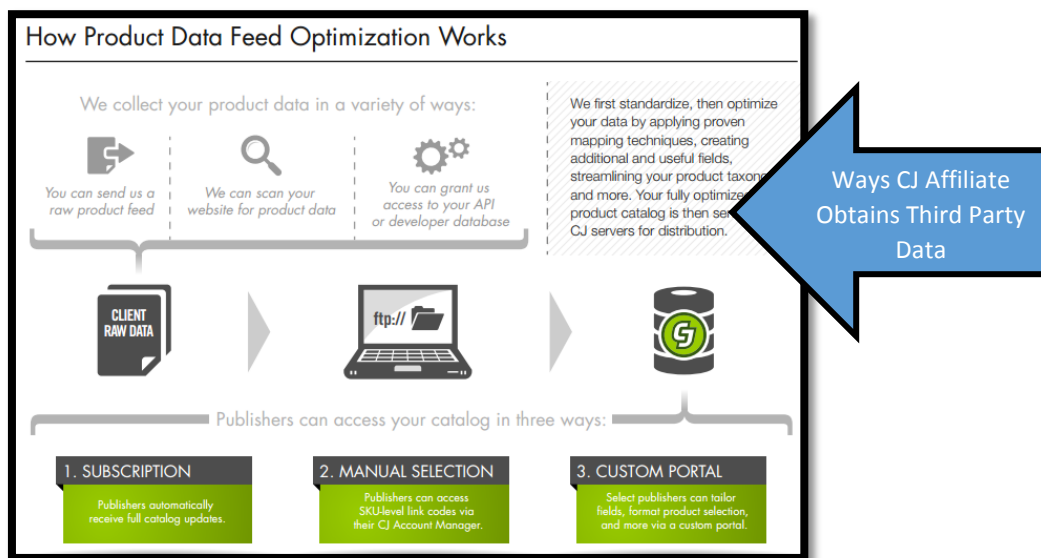 How Product Data Feed Optimization Works
We collect your product data in a variety of ways:
You can send us a
raw product feed
We can scan your
website for product data
You can grant us
access to your API
or developer database
We first standardize, then optimize
your data by applying proven
mapping techniques, creating
additional and useful fields,
streamlining your product
and more. Your fully optimized
product catalog is then
CJ servers for distribution.
Ways CJ Affiliate
Obtains Third Party
Data
CLIENT
RAW DATA
ftp://
CJ
Publishers can access your catalog in three ways:
1. SUBSCRIPTION
Publishers automatically
receive full catalog updates.
2. MANUAL SELECTION
Publishers can access
SKU-level link codes via
their CJ Account Manager.
3. CUSTOM PORTAL
Select publishers can tailor
fields, format product selection,
and more via a custom portal.